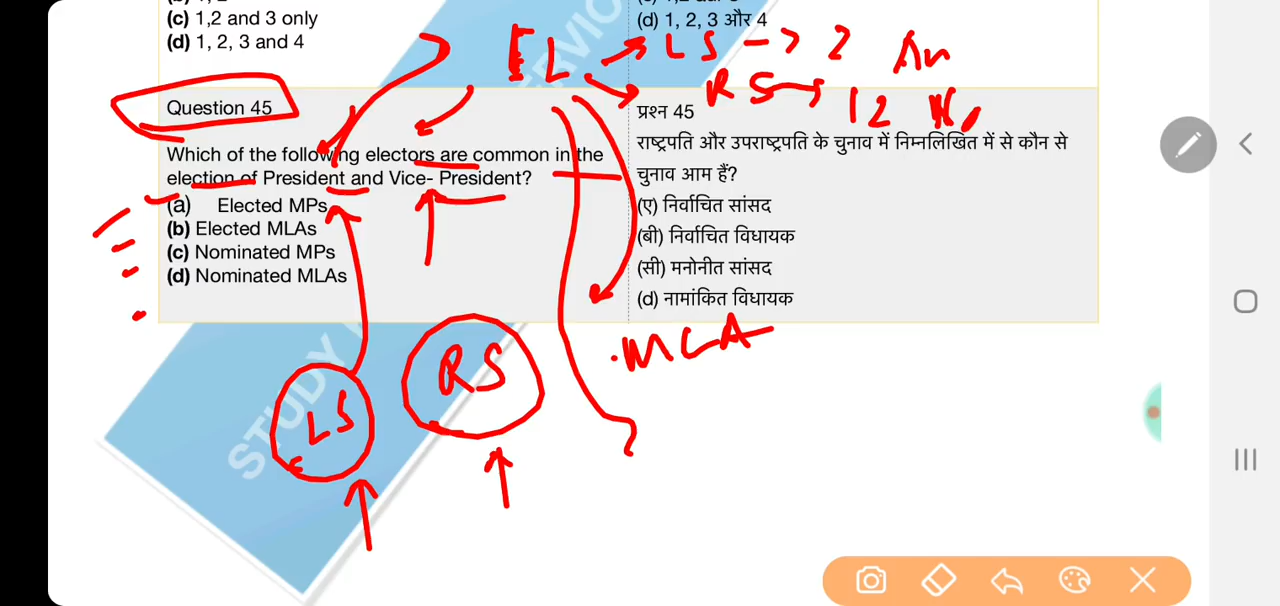 (c) 1,2 and 3 only
(d) 1, 2, 3 and 4
(d) 1, 2, 3 और 4
EL
LS → 2 An
RS → 12 No
Question 45
Which of the following electors are common in the
election of President and Vice- President?
(a) Elected MPs
(b) Elected MLAs
(c) Nominated MPs
(d) Nominated MLAs
प्रश्न 45
राष्ट्रपति और उपराष्ट्रपति के चुनाव में निम्नलिखित में से कौन से
चुनाव आम हैं?
(ए) निर्वाचित सांसद
(बी) निर्वाचित विधायक
(सी) मनोनीत सांसद
(d) नामांकित विधायक
MLA
LS
RS
STUDY